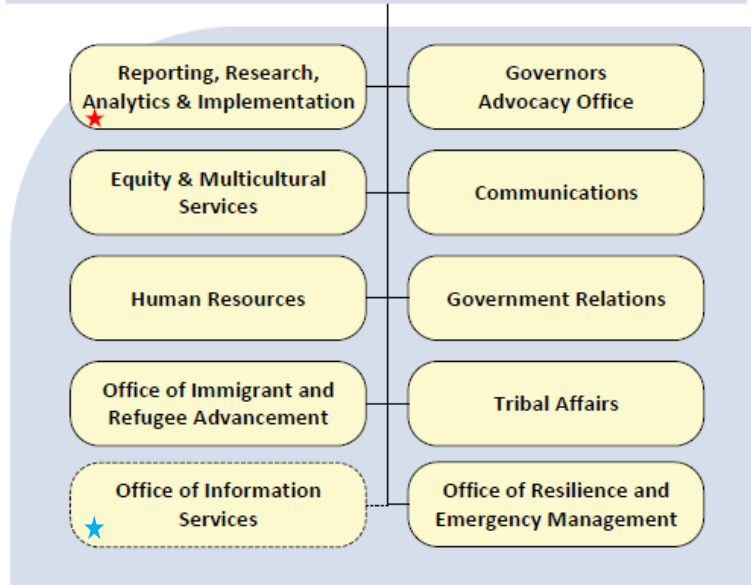 Reporting, Research,
Analytics & Implementation
Governors
Advocacy Office
Equity & Multicultural
Services
Communications
Human Resources
Government Relations
Office of Immigrant and
Refugee Advancement
Tribal Affairs
Office of Information
Services
Office of Resilience and
Emergency Management